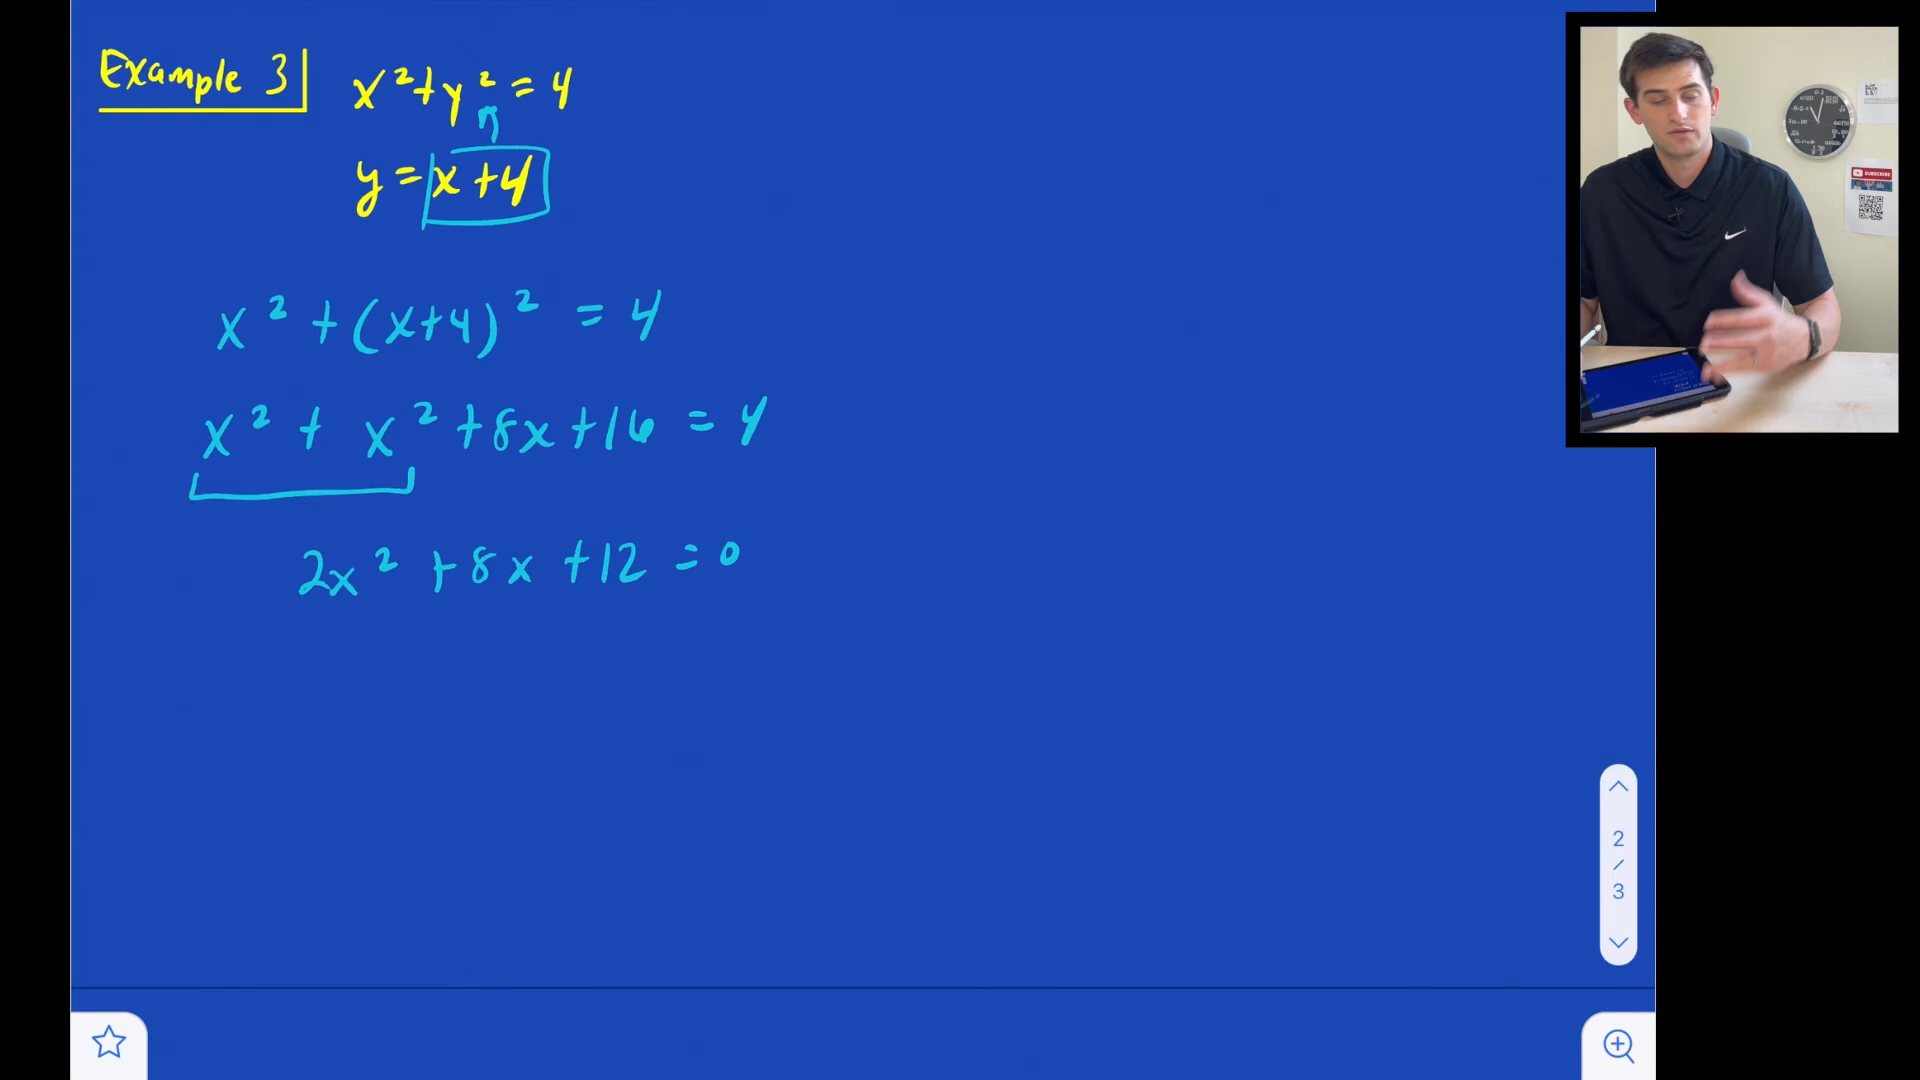 Example 3
x²+y²=4
y=x+4
x²+(x+4)²=4
x²+x²+8x+16=4
2x²+8x+12=0
SUBSCRIBE
2
/
3